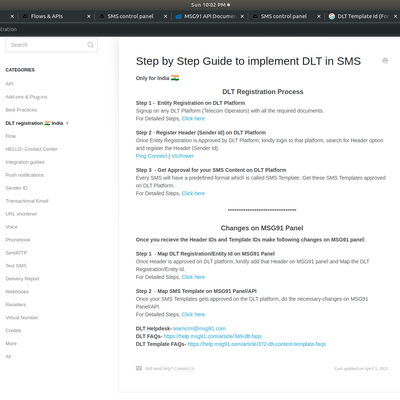 Sun 10:02 PM
Flows & APIs
SMS control panel
MSG91 API Documen
SMS control panel
DLT Template Id (Fo
tration
Search
CATEGORIES
API
Add-ons & Plug-ins
Best Practices
DLT registration 🇮🇳 India
Flow
HELLO- Contact Center
Integration guides
Push notifications
Sender ID
Transactional Email
URL shortener
Voice
Phonebook
SendOTP
Text SMS
Delivery Report
Webhooks
Resellers
Virtual Number
Credits
More
All
Step by Step Guide to implement DLT in SMS
Only for India 🇮🇳
DLT Registration Process
Step 1 - Entity Registration on DLT Platform
Signup on any DLT Platform (Telecom Operators) with all the required documents.
For Detailed Steps, Click here
Step 2 - Register Header (Sender Id) on DLT Platform
Once Entity Registration is Approved by DLT Platform, kindly login to that platform, search for Header option
and register the Header (Sender Id).
Ping Connect | VILPower
Step 3 - Get Approval for your SMS Content on DLT Platform
Every SMS will have a predefined format which is called SMS Template. Get these SMS Templates approved
on DLT Platform.
For Detailed Steps, Click here
Changes on MSG91 Panel
Once you recieve the Header IDs and Template IDs make following changes on MSG91 panel:
Step 1 - Map DLT Registration/Entity Id on MSG91 Panel
Once Header is approved on DLT platform, kindly add that Header on MSG91 panel and Map the DLT
Registration/Entity Id.
For Detailed Steps, Click here
Step 2 - Map SMS Template on MSG91 Panel/API
Once your SMS Templates gets approved on the DLT platform, do the necessary changes on MSG91
Panel/API.
For Detailed Steps, Click here
DLT Helpdesk- teamcrm@msg91.com
DLT FAQs- https://help.msg91.com/article/349-dlt-faqs
DLT Template FAQs- https://help.msg91.com/article/372-dlt-content-template-faqs
Still need help? Contact Us
Last updated on April 5, 2021